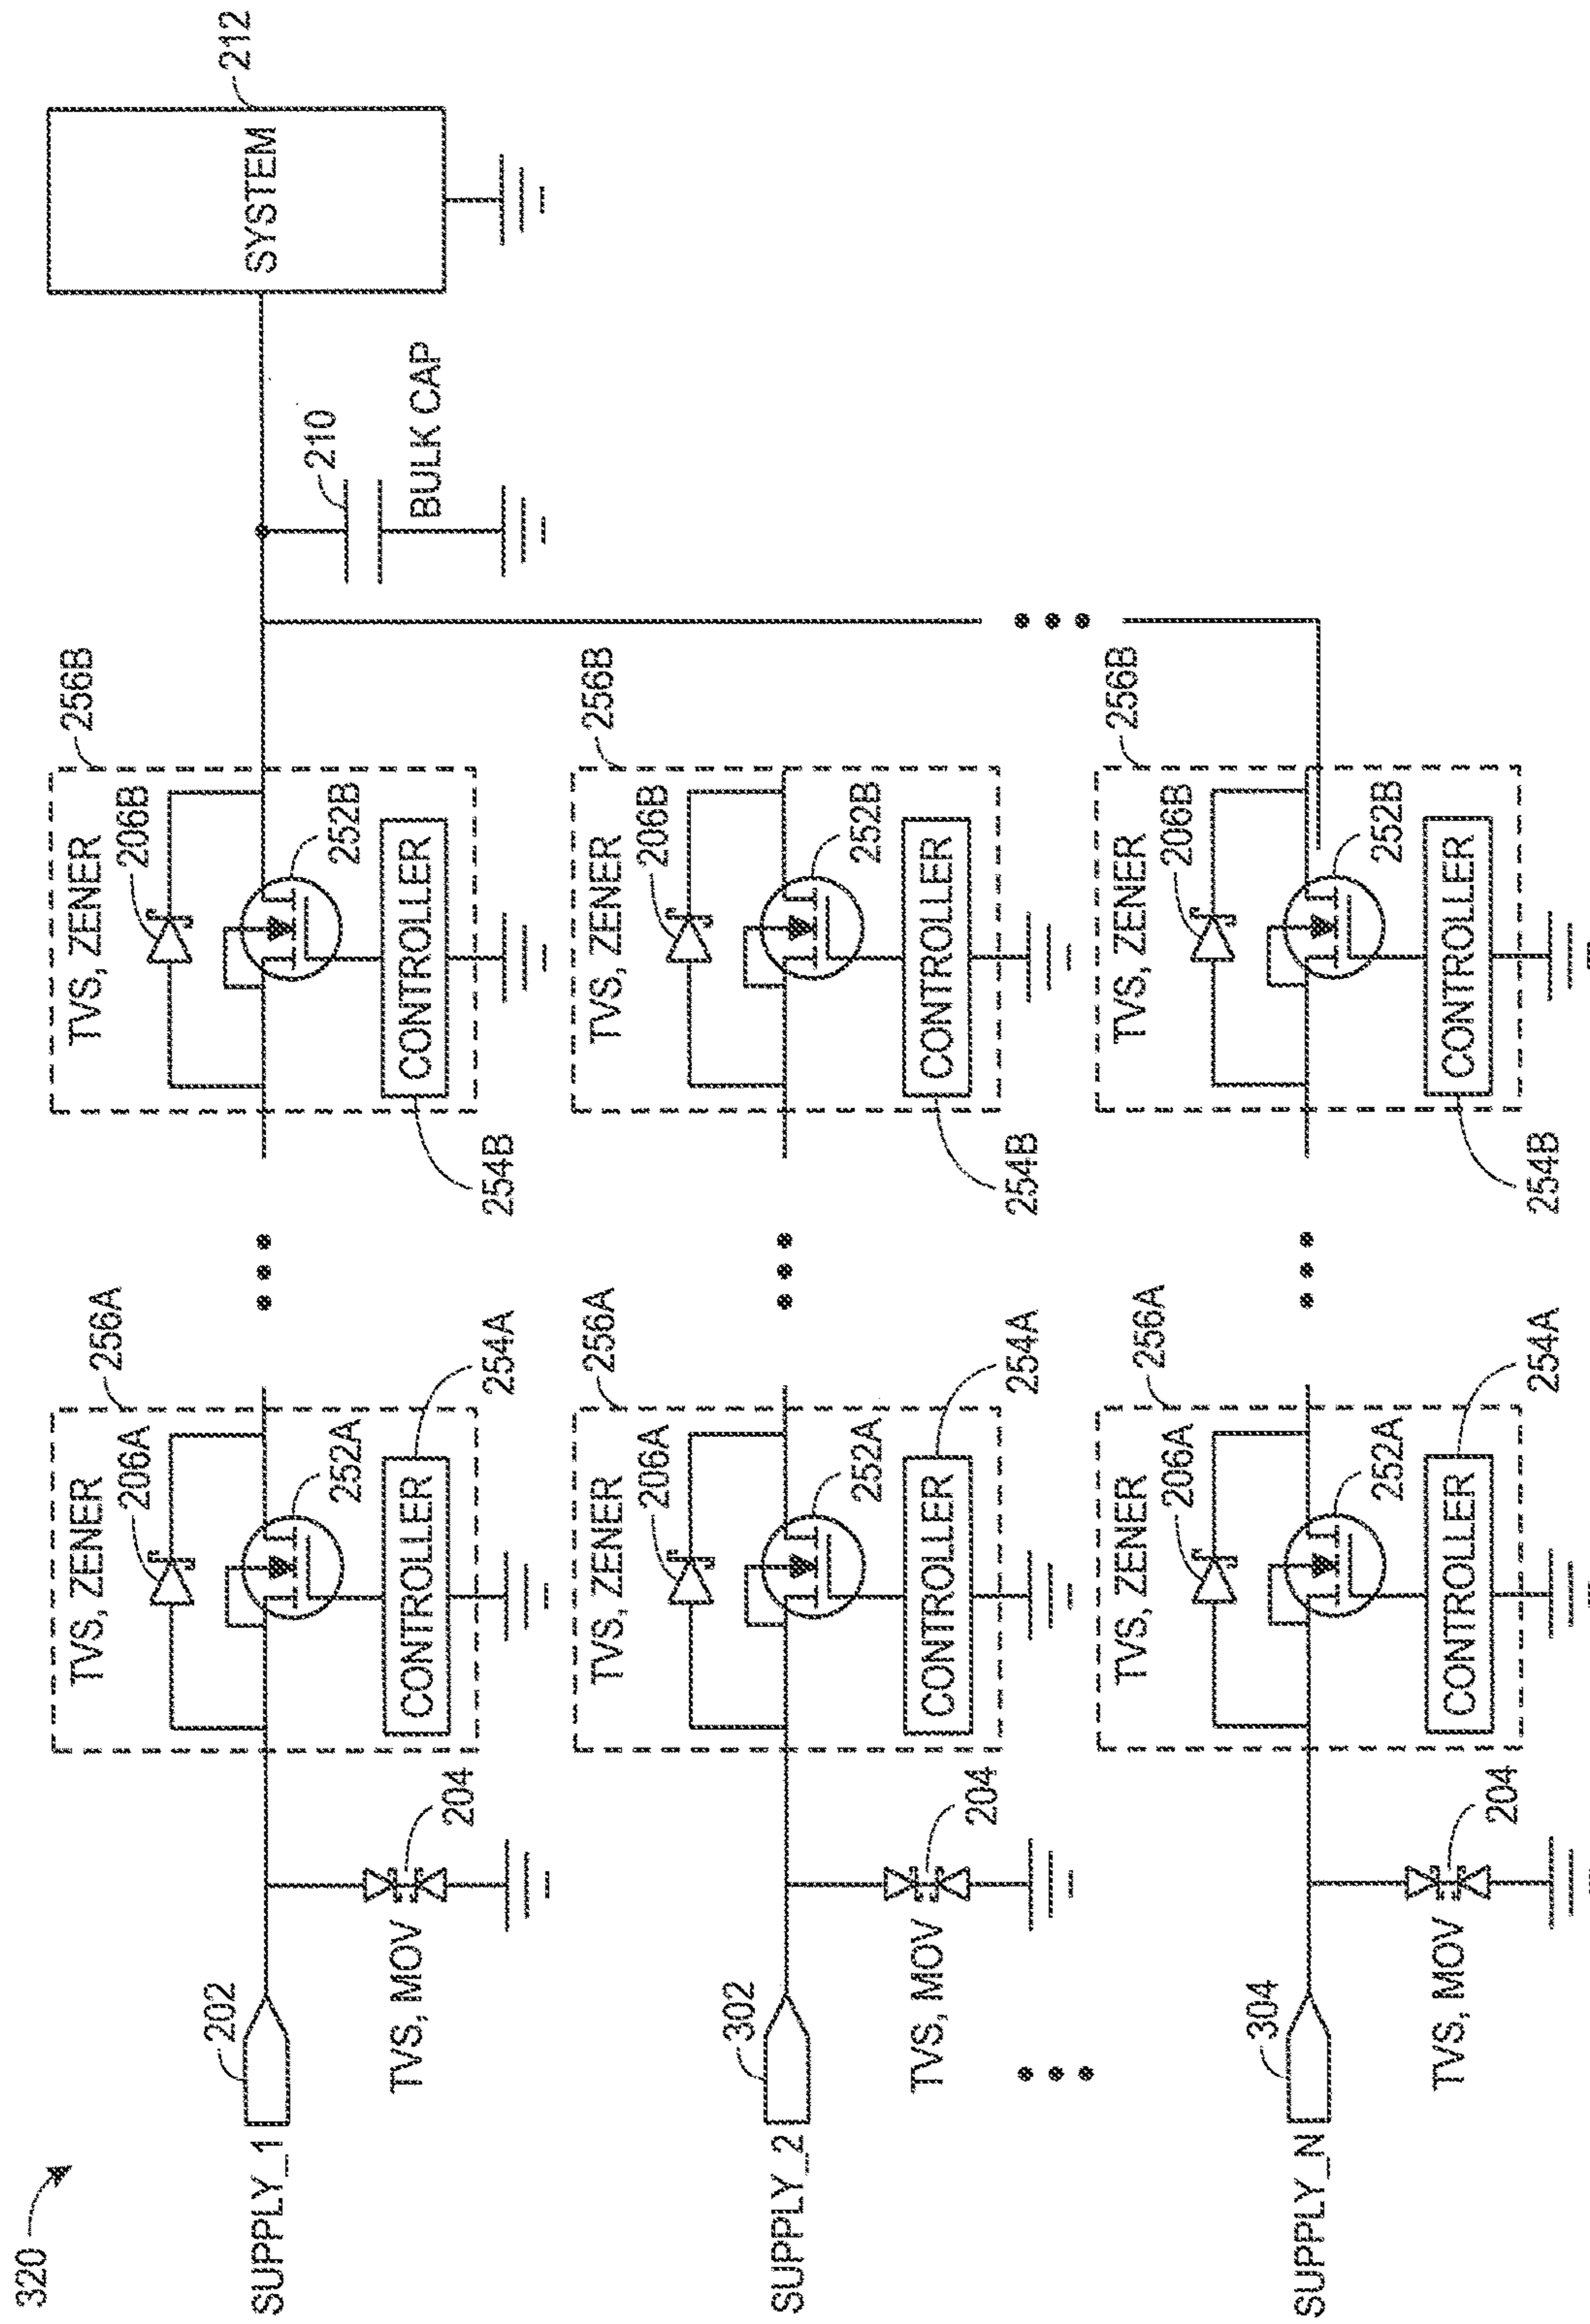 320
SUPPLY_1
202
TVS, MOV
204
TVS, ZENER
206A
256A
252A
CONTROLLER
254A
TVS, ZENER
206B
256B
252B
CONTROLLER
254B
210
BULK CAP
SYSTEM
212
SUPPLY_2
302
TVS, MOV
204
TVS, ZENER
206A
256A
252A
CONTROLLER
254A
TVS, ZENER
206B
256B
252B
CONTROLLER
254B
SUPPLY_N
304
TVS, MOV
204
TVS, ZENER
206A
256A
252A
CONTROLLER
254A
TVS, ZENER
206B
256B
252B
CONTROLLER
254B